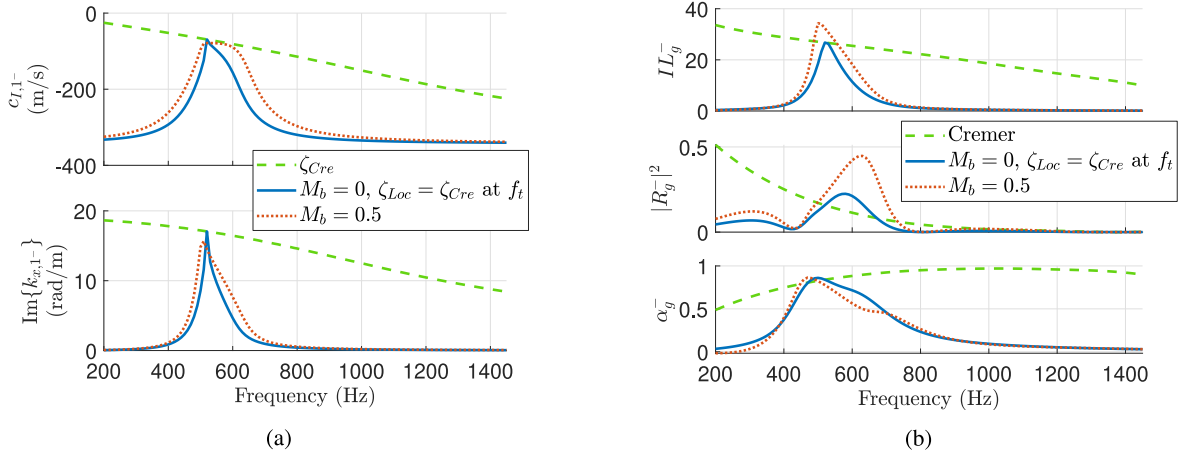 0
-200
-400
c_{I,1^-}
(m/s)
ζ_{Cre}
M_b = 0, ζ_{Loc} = ζ_{Cre} at f_t
M_b = 0.5
20
10
0
Im{k_{x,1^-}}
(rad/m)
200 400 600 800 1000 1200 1400
Frequency (Hz)
(a)
40
20
0
IL_g^-
Cremer
M_b = 0, ζ_{Loc} = ζ_{Cre} at f_t
M_b = 0.5
0.5
0
|R_g^-|^2
1
0.5
0
α_g^-
200 400 600 800 1000 1200 1400
Frequency (Hz)
(b)